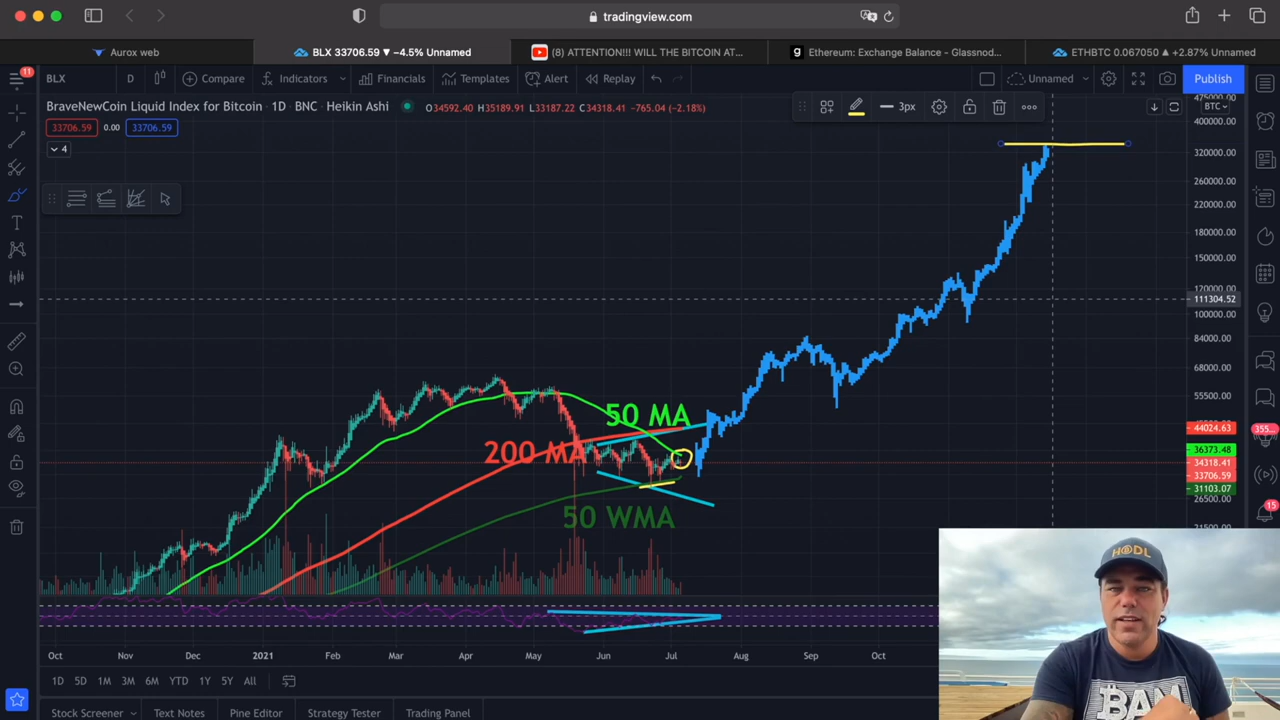 tradingview.com
Aurox web
BLX 33706.59 ▼ −4.5% Unnamed
(8) ATTENTION!!! WILL THE BITCOIN AT...
Ethereum: Exchange Balance - Glassnod...
ETHBTC 0.067050 ▲ +2.87% Unnamed
11
BLX
D
Compare
Indicators
Financials
Templates
Alert
Replay
Unnamed
Publish
BraveNewCoin Liquid Index for Bitcoin · 1D · BNC · Heikin Ashi
O34592.40 H35189.91 L33187.22 C34318.41 −765.04 (−2.18%)
3px
BTC
33706.59
0.00
33706.59
4
475000.00
400000.00
320000.00
260000.00
220000.00
180000.00
150000.00
111304.52
100000.00
84000.00
68000.00
55500.00
44024.63
355...
36373.48
34318.41
33706.59
31103.07
26500.00
15
50 MA
200 MA
50 WMA
Oct
Nov
Dec
2021
Feb
Mar
Apr
May
Jun
Jul
Aug
Sep
Oct
1D
5D
1M
3M
6M
YTD
1Y
5Y
All
Stock Screener
Text Notes
Pine Editor
Strategy Tester
Trading Panel
HODL
BAM